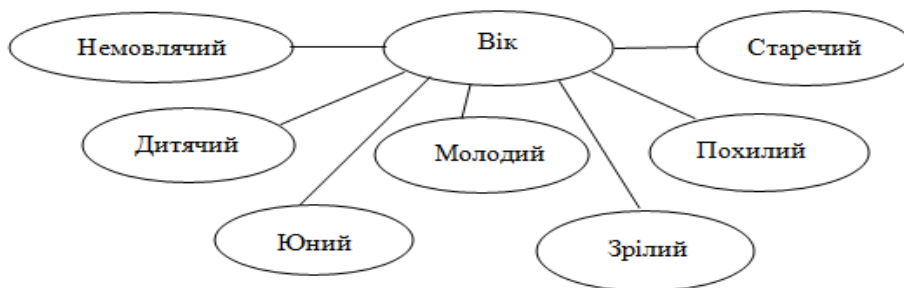 Немовлячий
Вік
Старечий
Дитячий
Молодий
Похилий
Юний
Зрілий